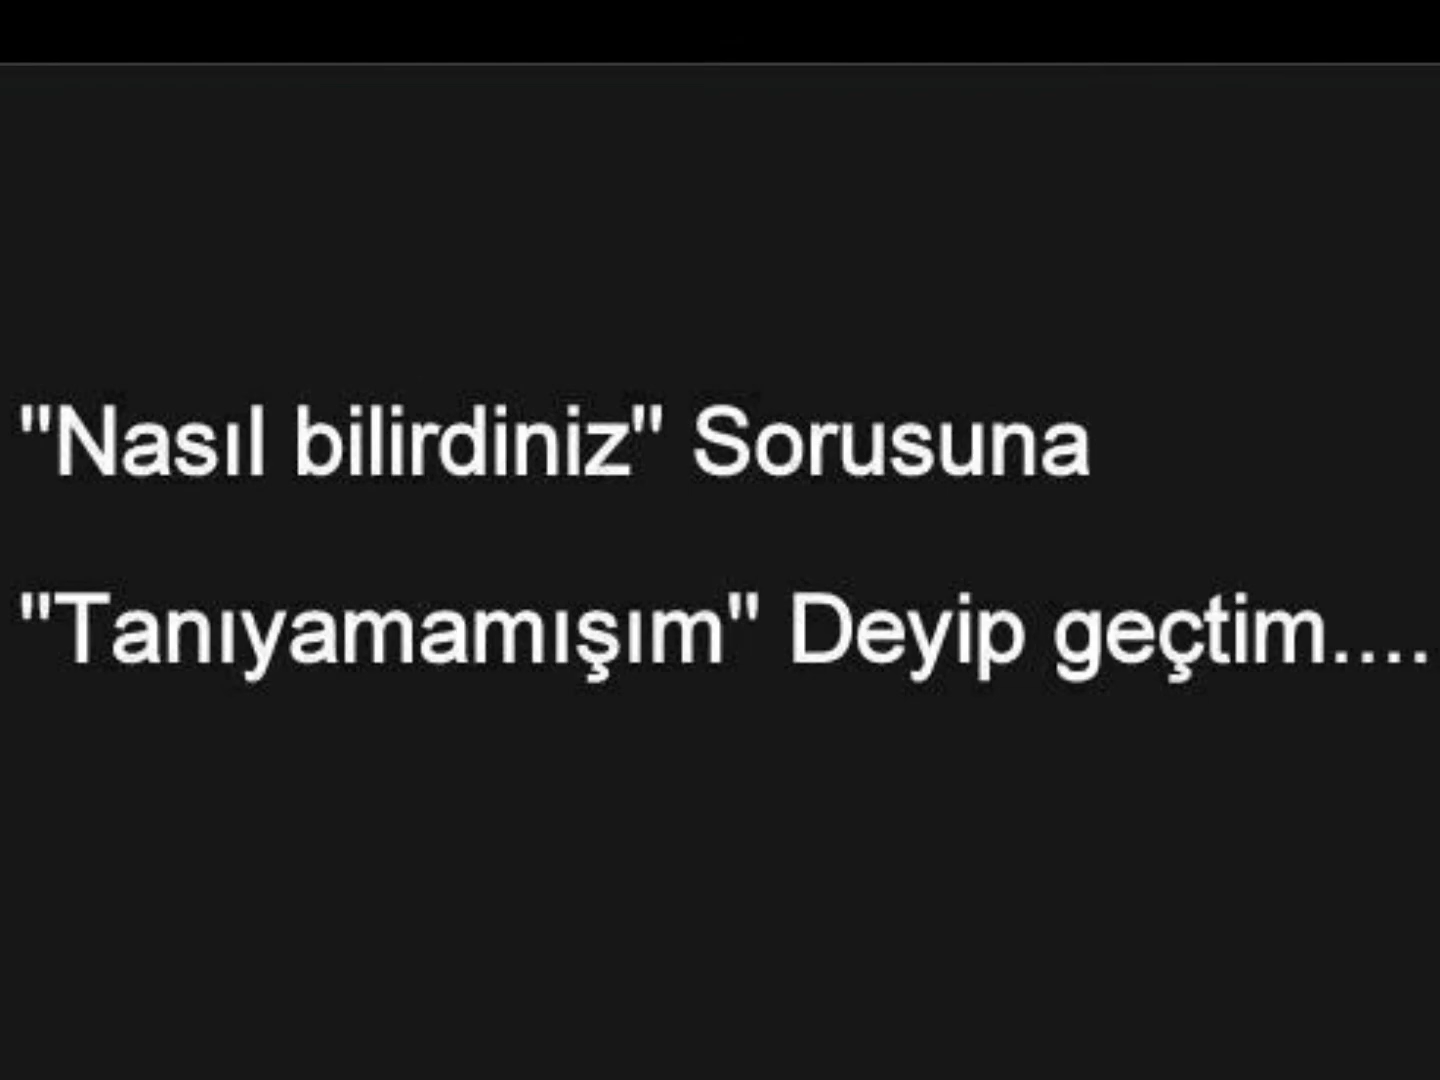 "Nasıl bilirdiniz" Sorusuna
"Tanıyamamışım" Deyip geçtim....